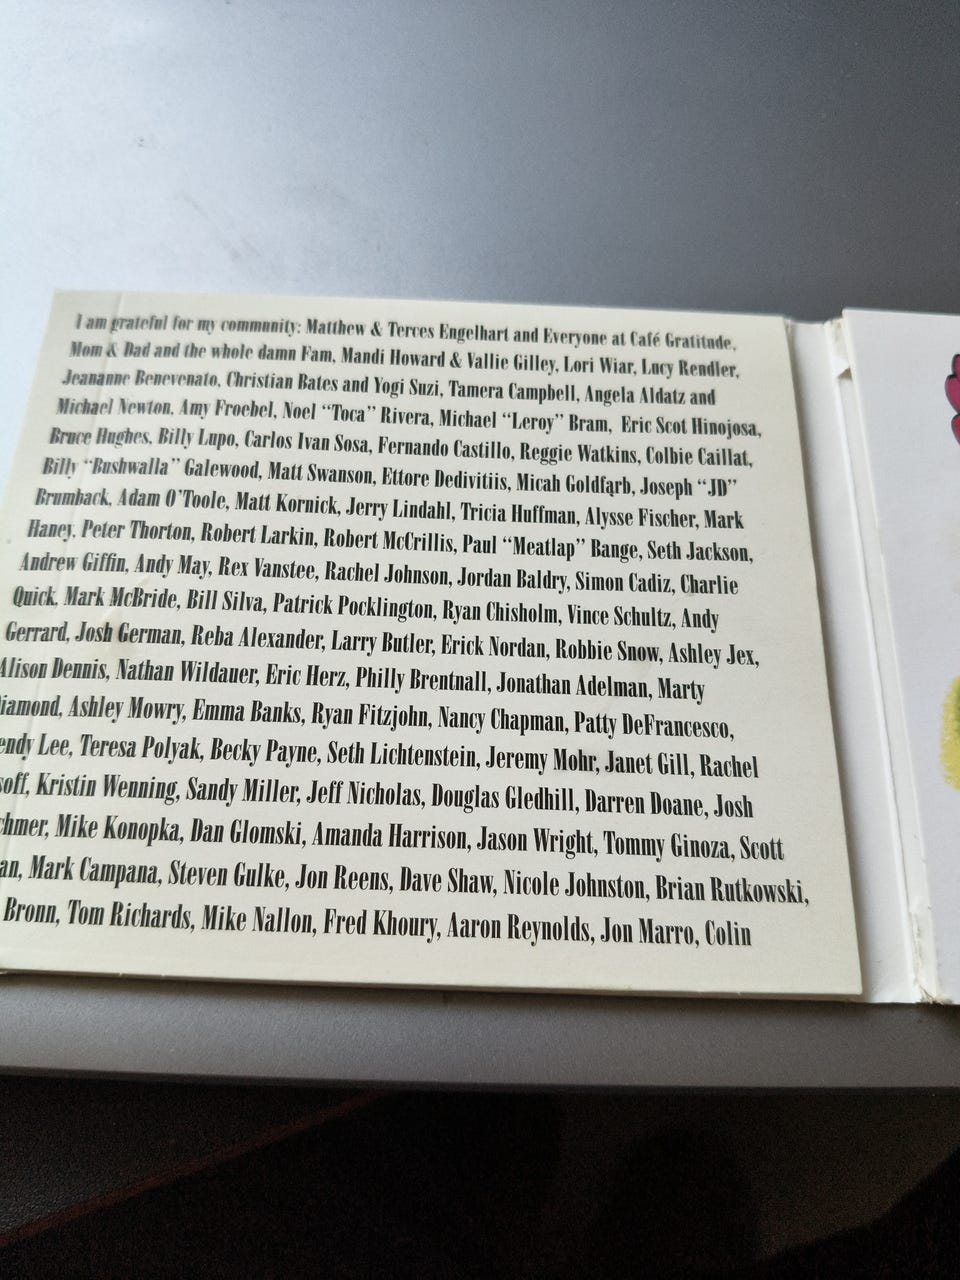 I am grateful for my community: Matthew & Terces Engelhart and Everyone at Café Gratitude,
Mom & Dad and the whole damn Fam, Mandi Howard & Vallie Gilley, Lori Wiar, Lucy Rendler,
Jeananne Benevenato, Christian Bates and Yogi Suzi, Tamera Campbell, Angela Aldatz and
Michael Newton, Amy Froebel, Noel “Toca” Rivera, Michael “Leroy” Bram, Eric Scot Hinojosa,
Bruce Hughes, Billy Lupo, Carlos Ivan Sosa, Fernando Castillo, Reggie Watkins, Colbie Caillat,
Billy “Bushwalla” Galewood, Matt Swanson, Ettore Dedivitiis, Micah Goldfarb, Joseph “JD”
Brumback, Adam O’Toole, Matt Kornick, Jerry Lindahl, Tricia Huffman, Alysse Fischer, Mark
Haney, Peter Thorton, Robert Larkin, Robert McCrillis, Paul “Meatlap” Bange, Seth Jackson,
Andrew Giffin, Andy May, Rex Vanstee, Rachel Johnson, Jordan Baldry, Simon Cadiz, Charlie
Quick, Mark McBride, Bill Silva, Patrick Pocklington, Ryan Chisholm, Vince Schultz, Andy
Gerrard, Josh German, Reba Alexander, Larry Butler, Erick Nordan, Robbie Snow, Ashley Jex,
Alison Dennis, Nathan Wildauer, Eric Herz, Philly Brentnall, Jonathan Adelman, Marty
Diamond, Ashley Mowry, Emma Banks, Ryan Fitzjohn, Nancy Chapman, Patty DeFrancesco,
endy Lee, Teresa Polyak, Becky Payne, Seth Lichtenstein, Jeremy Mohr, Janet Gill, Rachel
soff, Kristin Wenning, Sandy Miller, Jeff Nicholas, Douglas Gledhill, Darren Doane, Josh
chmer, Mike Konopka, Dan Glomski, Amanda Harrison, Jason Wright, Tommy Ginoza, Scott
an, Mark Campana, Steven Gulke, Jon Reens, Dave Shaw, Nicole Johnston, Brian Rutkowski,
Bronn, Tom Richards, Mike Nallon, Fred Khoury, Aaron Reynolds, Jon Marro, Colin